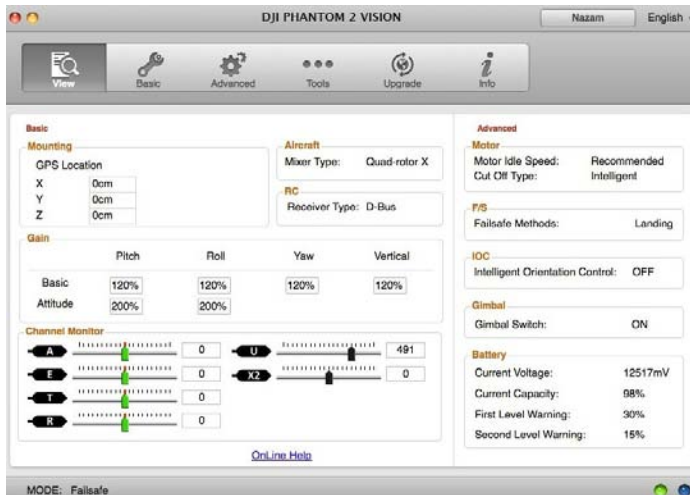 DJI PHANTOM 2 VISION
Nazam English
View Basic Advanced Tools Upgrade Info
Basic
Mounting
GPS Location
X 0cm
Y 0cm
Z 0cm
Aircraft
Mixer Type: Quad-rotor X
RC
Receiver Type: D-Bus
Gain
Pitch Roll Yaw Vertical
Basic 120% 120% 120% 120%
Attitude 200% 200%
Channel Monitor
A 0 U 491
E 0 X2 0
T 0
R 0
OnLine Help
Advanced
Motor
Motor Idle Speed: Recommended
Cut Off Type: Intelligent
F/S
Failsafe Methods: Landing
IOC
Intelligent Orientation Control: OFF
Gimbal
Gimbal Switch: ON
Battery
Current Voltage: 12517mV
Current Capacity: 98%
First Level Warning: 30%
Second Level Warning: 15%
MODE: Failsafe